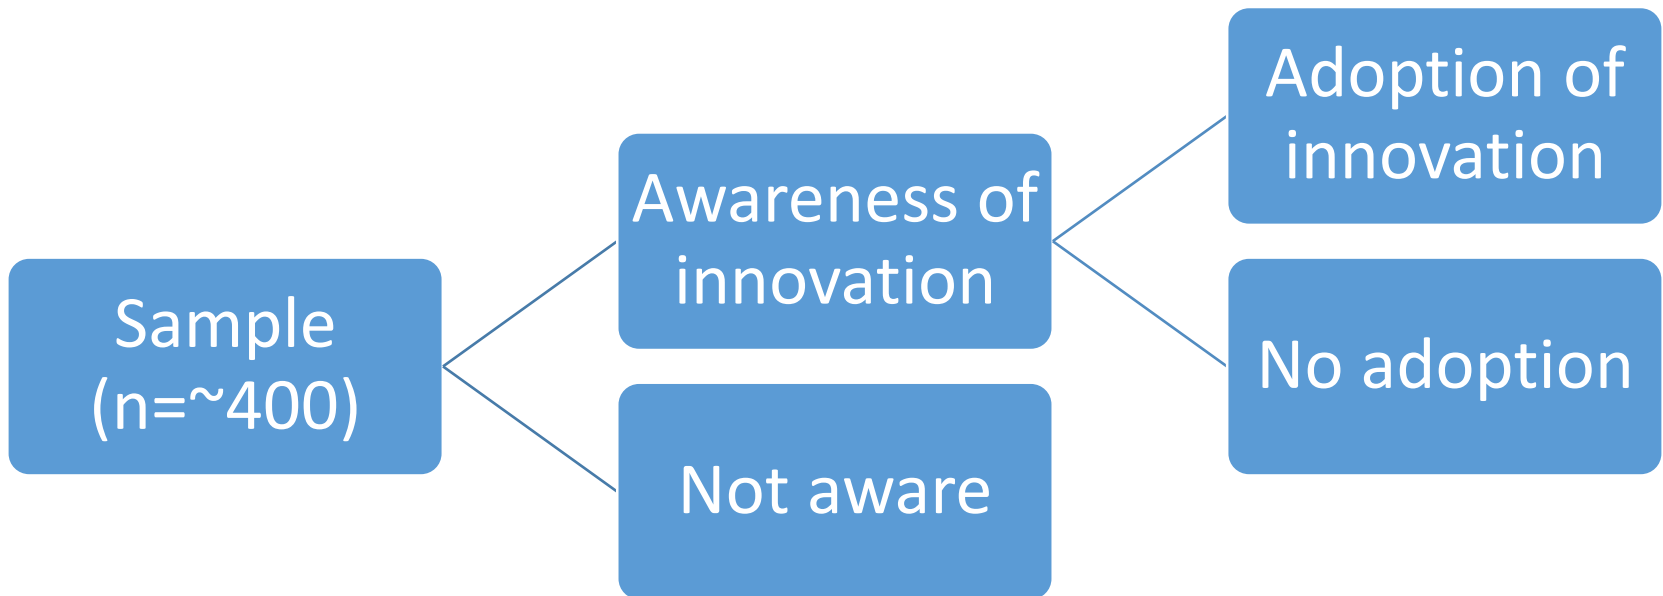 Sample
(n=~400)
Awareness of
innovation
Not aware
Adoption of
innovation
No adoption